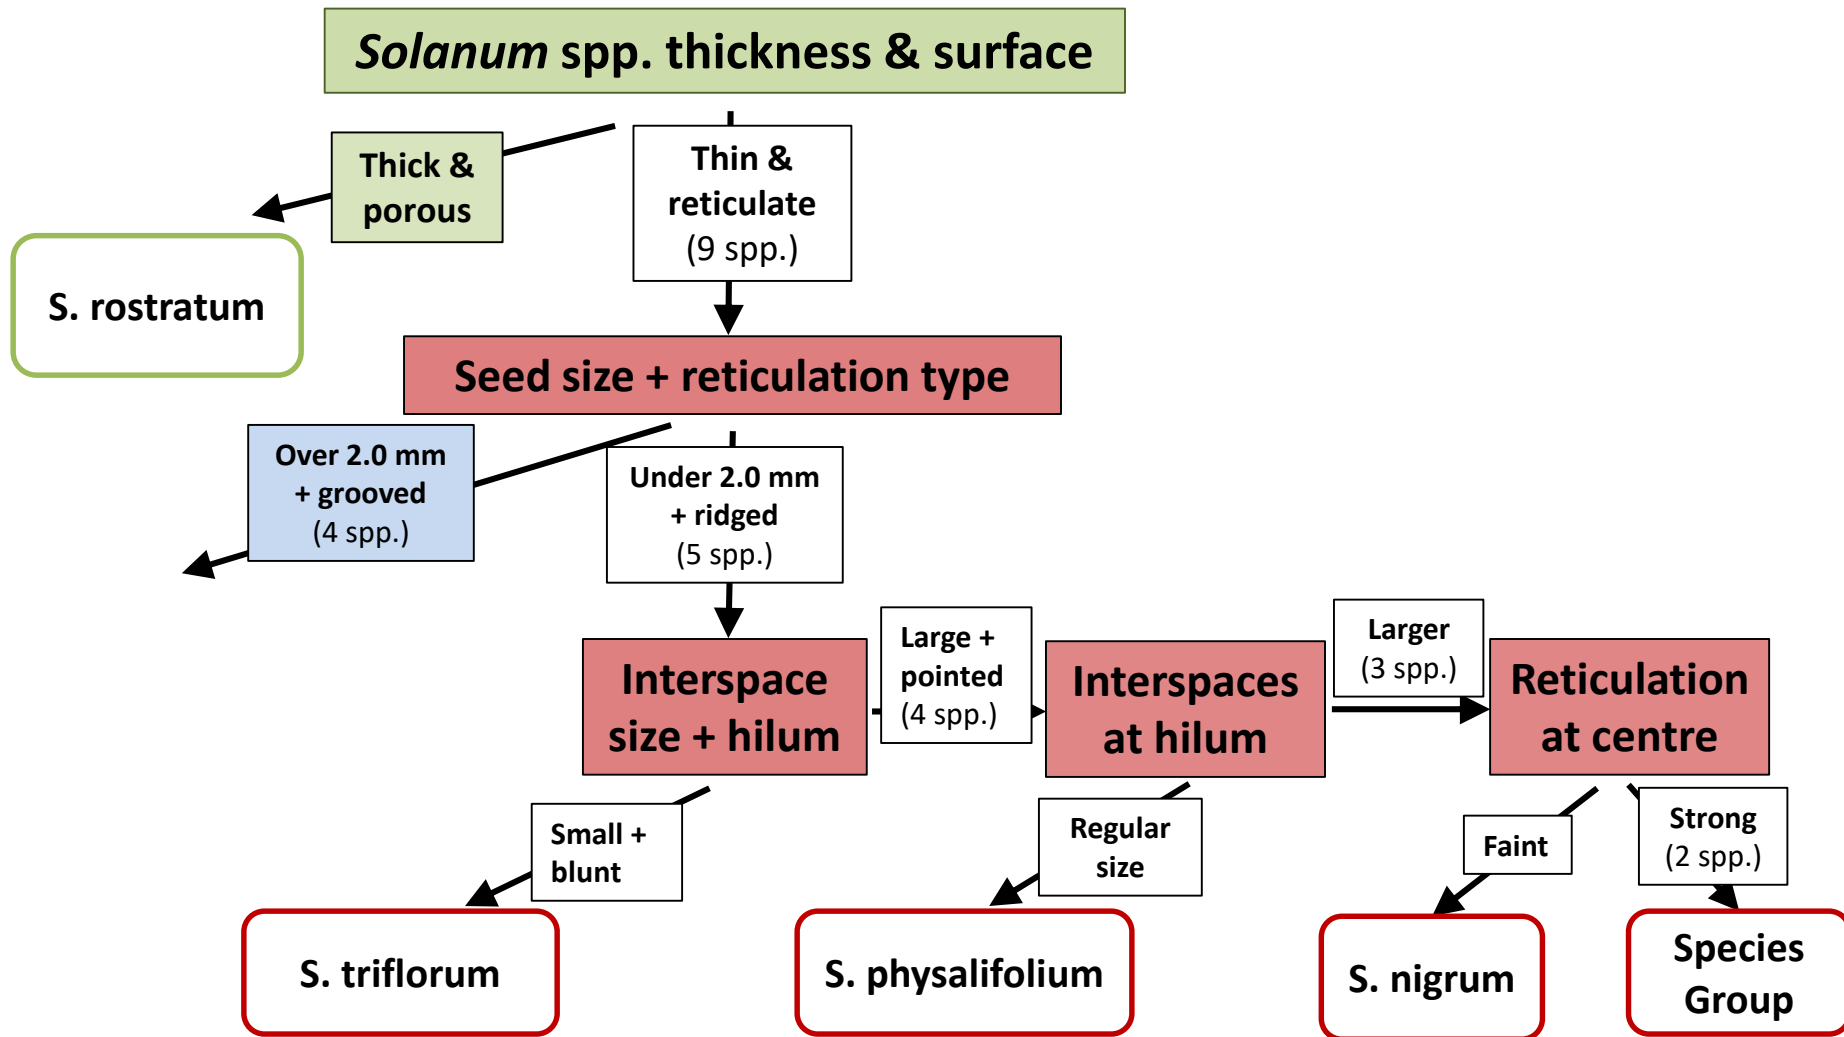 Solanum spp. thickness & surface
Thick &
porous
Thin &
reticulate
(9 spp.)
S. rostratum
Seed size + reticulation type
Over 2.0 mm
+ grooved
(4 spp.)
Under 2.0 mm
+ ridged
(5 spp.)
Interspace
size + hilum
Large +
pointed
(4 spp.)
Interspaces
at hilum
Larger
(3 spp.)
Reticulation
at centre
Small +
blunt
Regular
size
Faint
Strong
(2 spp.)
S. triflorum
S. physalifolium
S. nigrum
Species
Group